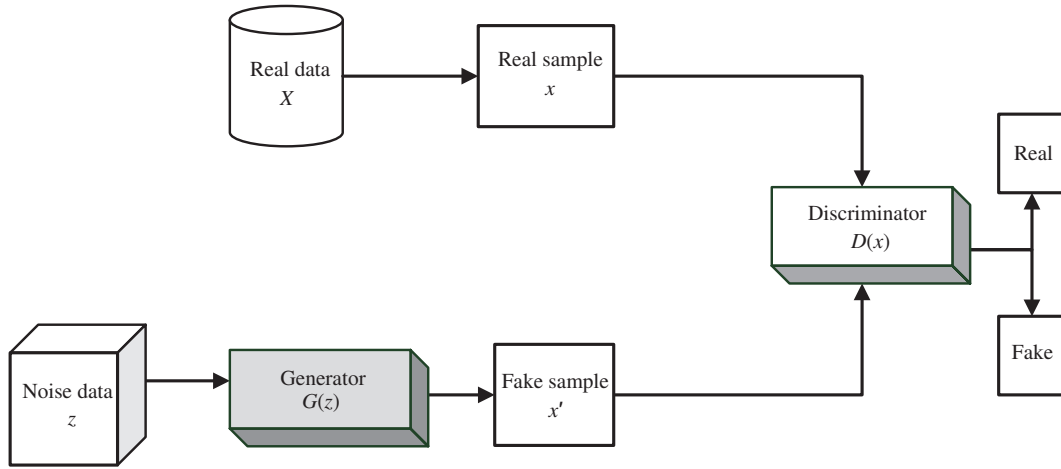 Real data
X
Real sample
x
Real
Discriminator
D(x)
Fake
Noise data
z
Generator
G(z)
Fake sample
x′